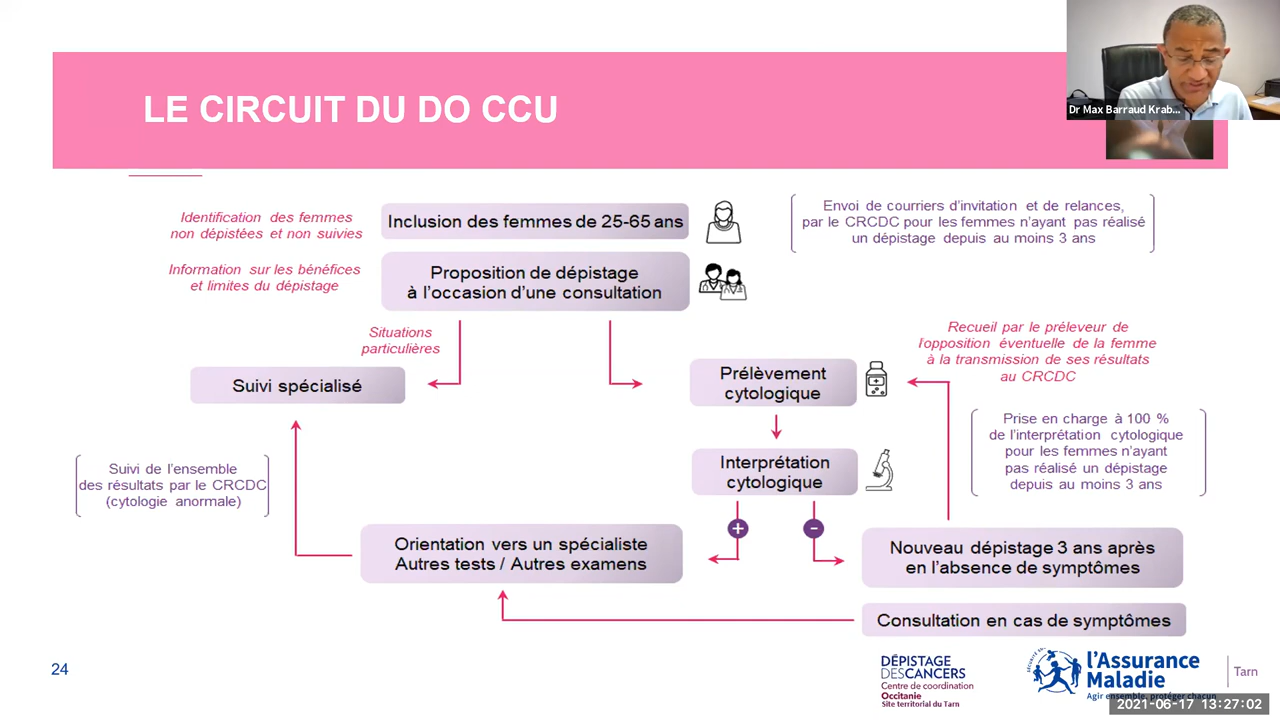 LE CIRCUIT DU DO CCU
Dr Max Barraud Krab...
Identification des femmes
non dépistées et non suivies
Inclusion des femmes de 25-65 ans
Envoi de courriers d'invitation et de relances,
par le CRCDC pour les femmes n'ayant pas réalisé
un dépistage depuis au moins 3 ans
Information sur les bénéfices
et limites du dépistage
Proposition de dépistage
à l'occasion d'une consultation
Situations
particulières
Recueil par le préleveur de
l'opposition éventuelle de la femme
à la transmission de ses résultats
au CRCDC
Suivi spécialisé
Prélèvement
cytologique
Prise en charge à 100 %
de l'interprétation cytologique
pour les femmes n'ayant
pas réalisé un dépistage
depuis au moins 3 ans
Suivi de l'ensemble
des résultats par le CRCDC
(cytologie anormale)
Interprétation
cytologique
+
-
Orientation vers un spécialiste
Autres tests / Autres examens
Nouveau dépistage 3 ans après
en l'absence de symptômes
Consultation en cas de symptômes
24
DÉPISTAGE
DES CANCERS
Centre de coordination
Occitanie
Site territorial du Tarn
l'Assurance
Maladie
Agir ensemble, protéger chacun
Tarn
2021-06-17 13:27:02